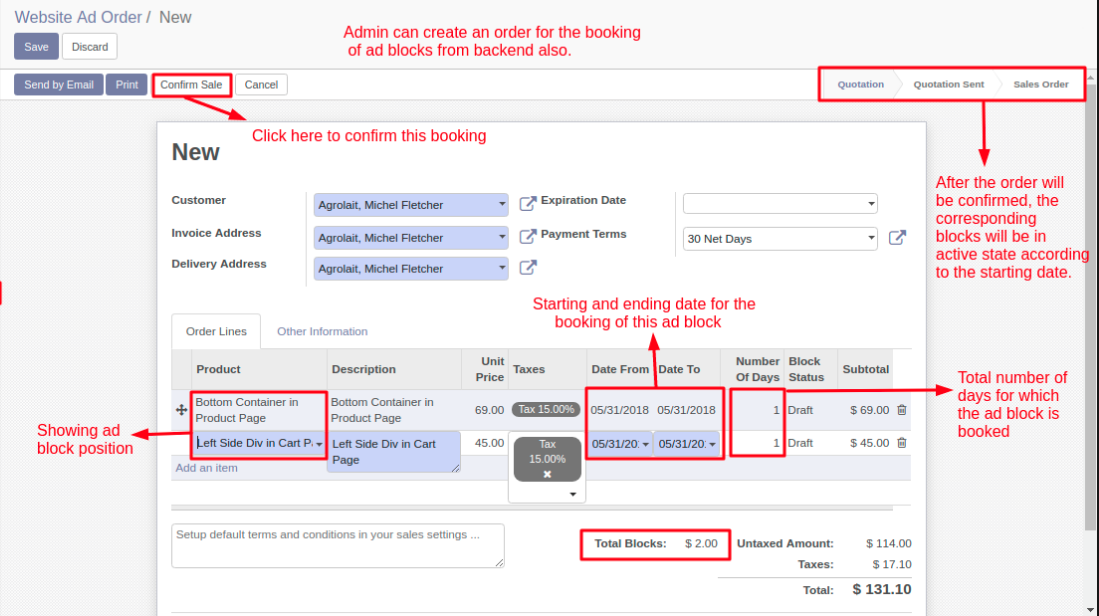 Website Ad Order / New
Save
Discard
Admin can create an order for the booking
of ad blocks from backend also.
Send by Email
Print
Confirm Sale
Cancel
Quotation
Quotation Sent
Sales Order
Click here to confirm this booking
New
Customer
Agrolait, Michel Fletcher
Expiration Date
Invoice Address
Agrolait, Michel Fletcher
Payment Terms
30 Net Days
Delivery Address
Agrolait, Michel Fletcher
After the order will
be confirmed, the
corresponding
blocks will be in
active state according
to the starting date.
Starting and ending date for the
booking of this ad block
Order Lines
Other Information
Product
Description
Unit
Price
Taxes
Date From
Date To
Number
Of Days
Block
Status
Subtotal
Bottom Container in
Product Page
Bottom Container in
Product Page
69.00
Tax 15.00%
05/31/2018
05/31/2018
1
Draft
$ 69.00
Left Side Div in Cart P
Left Side Div in Cart
Page
45.00
Tax
15.00%
05/31/20
05/31/20
1
Draft
$ 45.00
Add an item
Showing ad
block position
Total number of
days for which
the ad block is
booked
Setup default terms and conditions in your sales settings ...
Total Blocks: $ 2.00
Untaxed Amount: $ 114.00
Taxes: $ 17.10
Total: $ 131.10